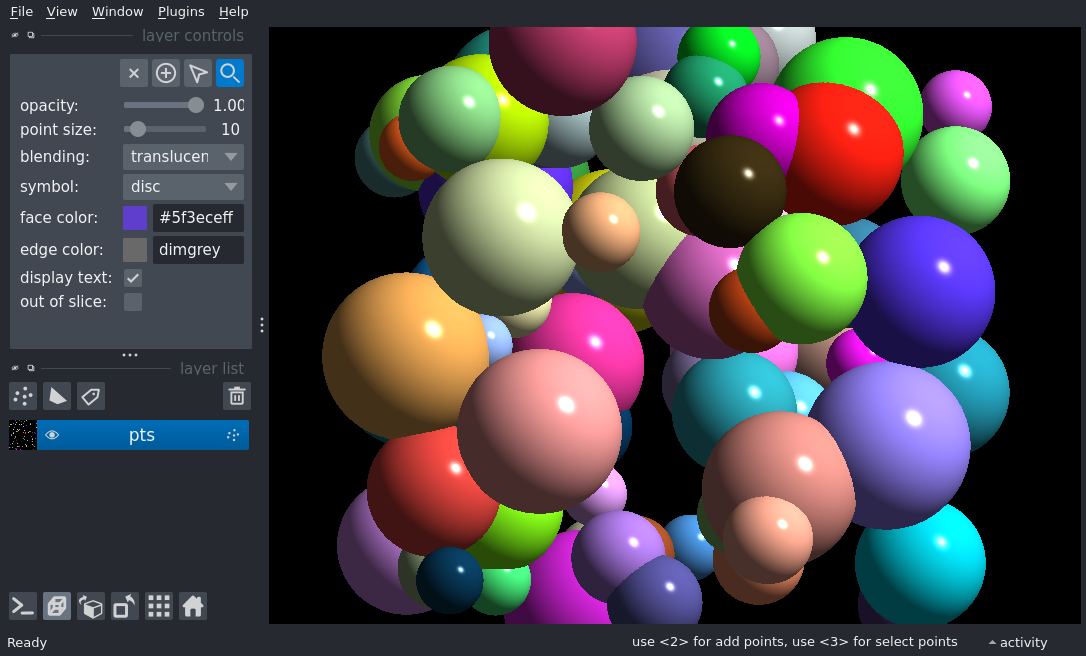 File View Window Plugins Help
layer controls
opacity: 1.00
point size: 10
blending: translucen
symbol: disc
face color: #5f3eceff
edge color: dimgrey
display text:
out of slice:
layer list
pts
Ready
use <2> for add points, use <3> for select points
activity